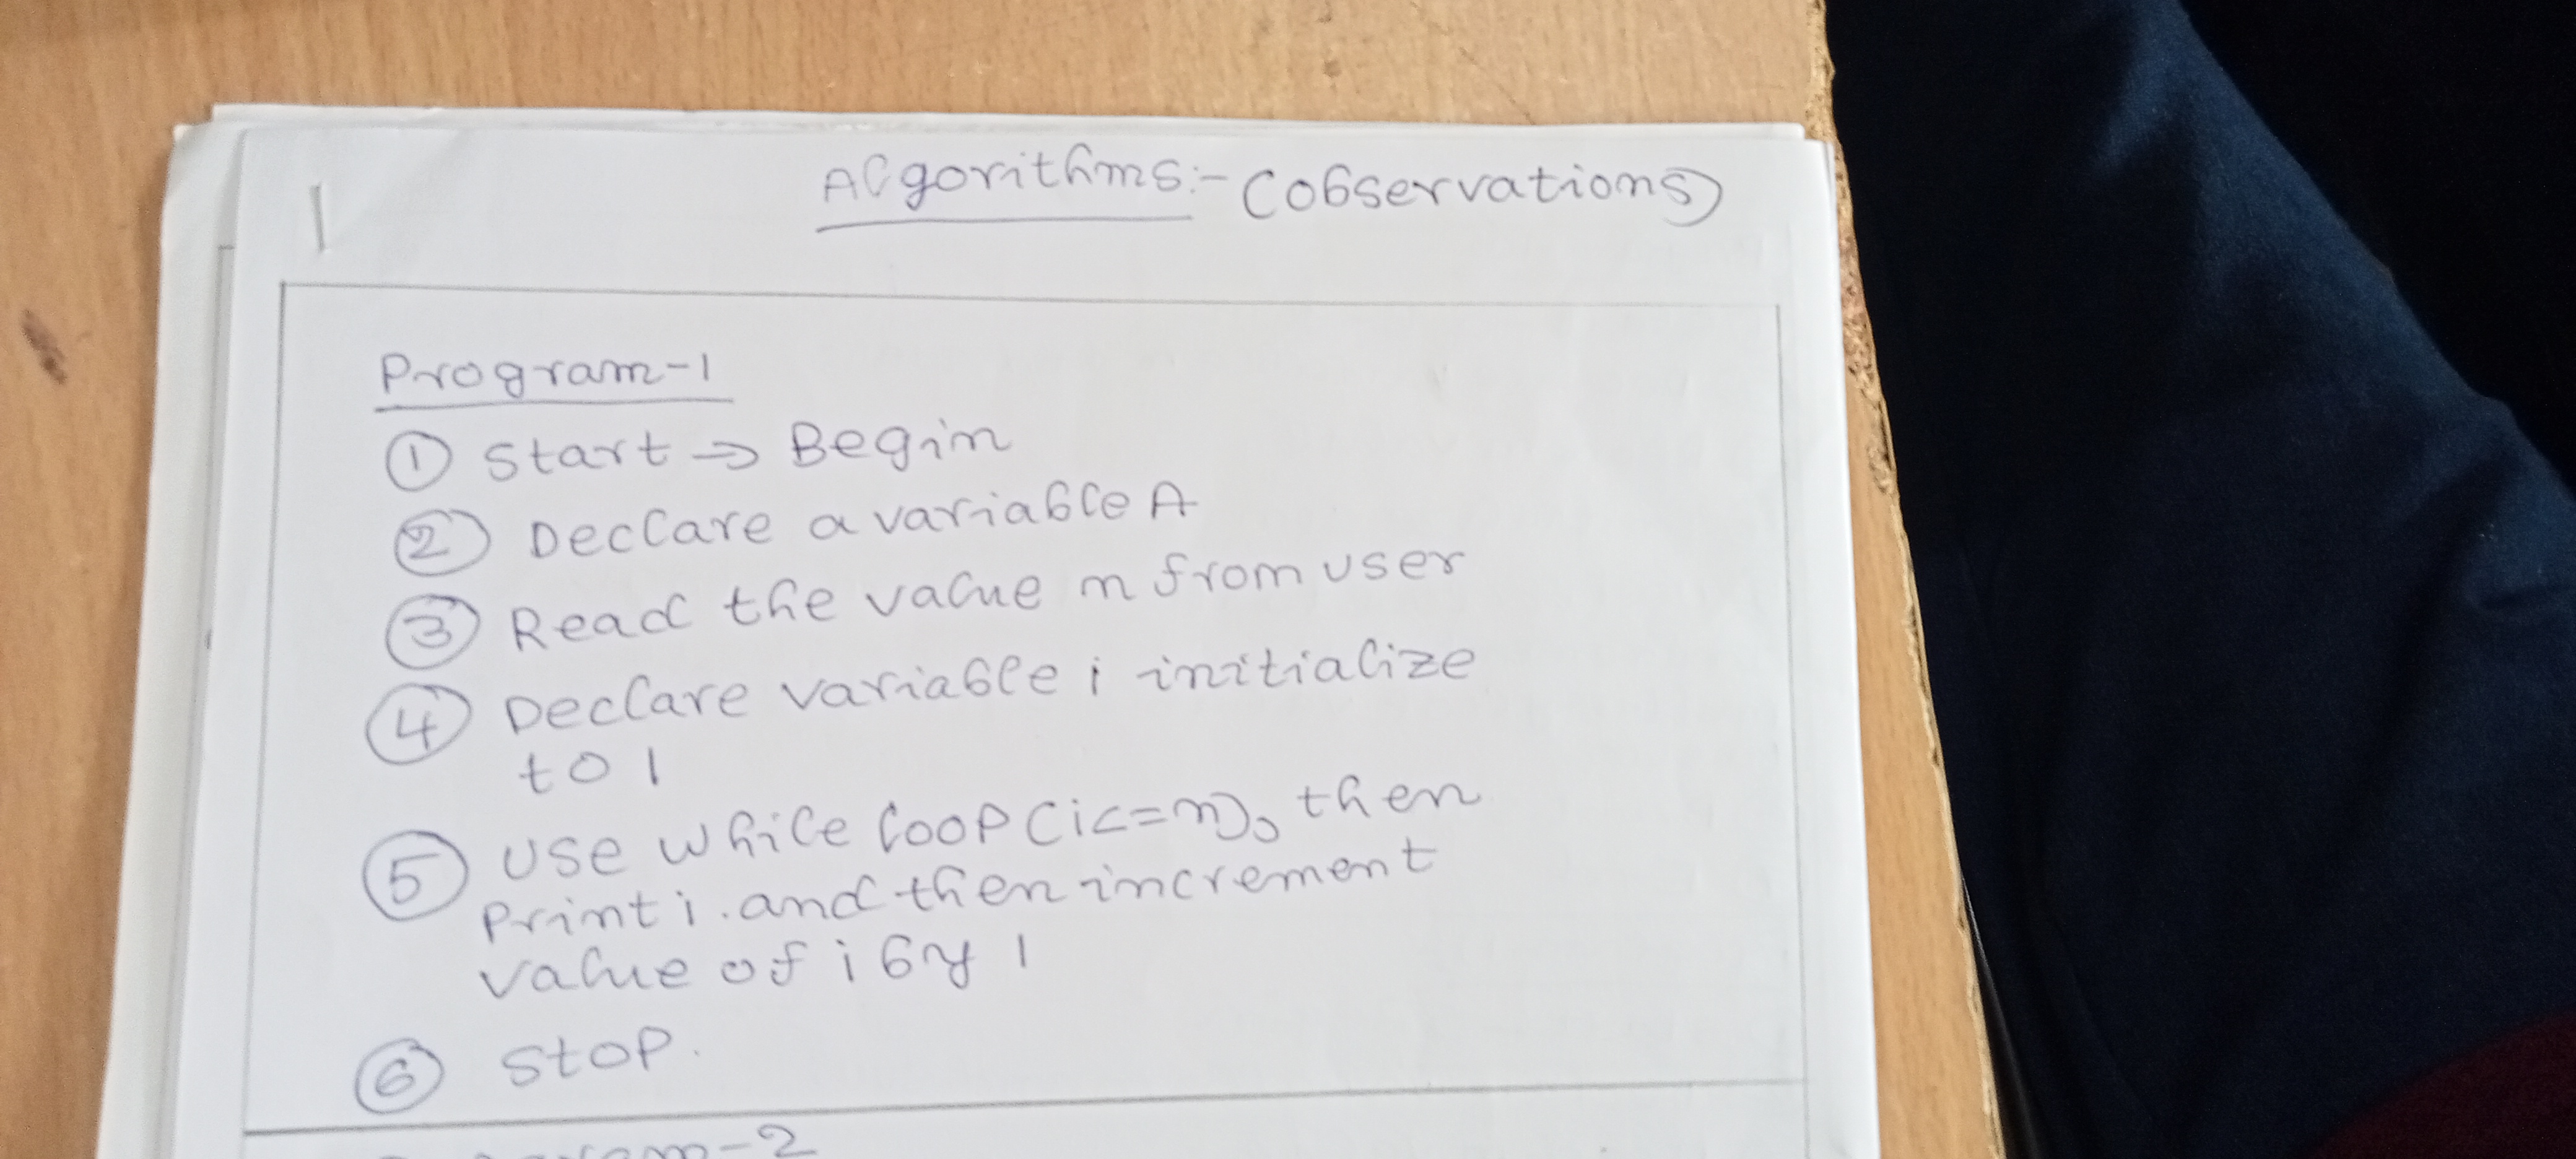 1
Algorithms:- (observations)
Program-1
① Start ⇒ Begin
② Declare a variable A
③ Read the value n from user
④ Declare variable i initialize
to 1
⑤ use while loop (i<=n), then
print i. and then increment
value of i by 1
⑥ stop.
-2